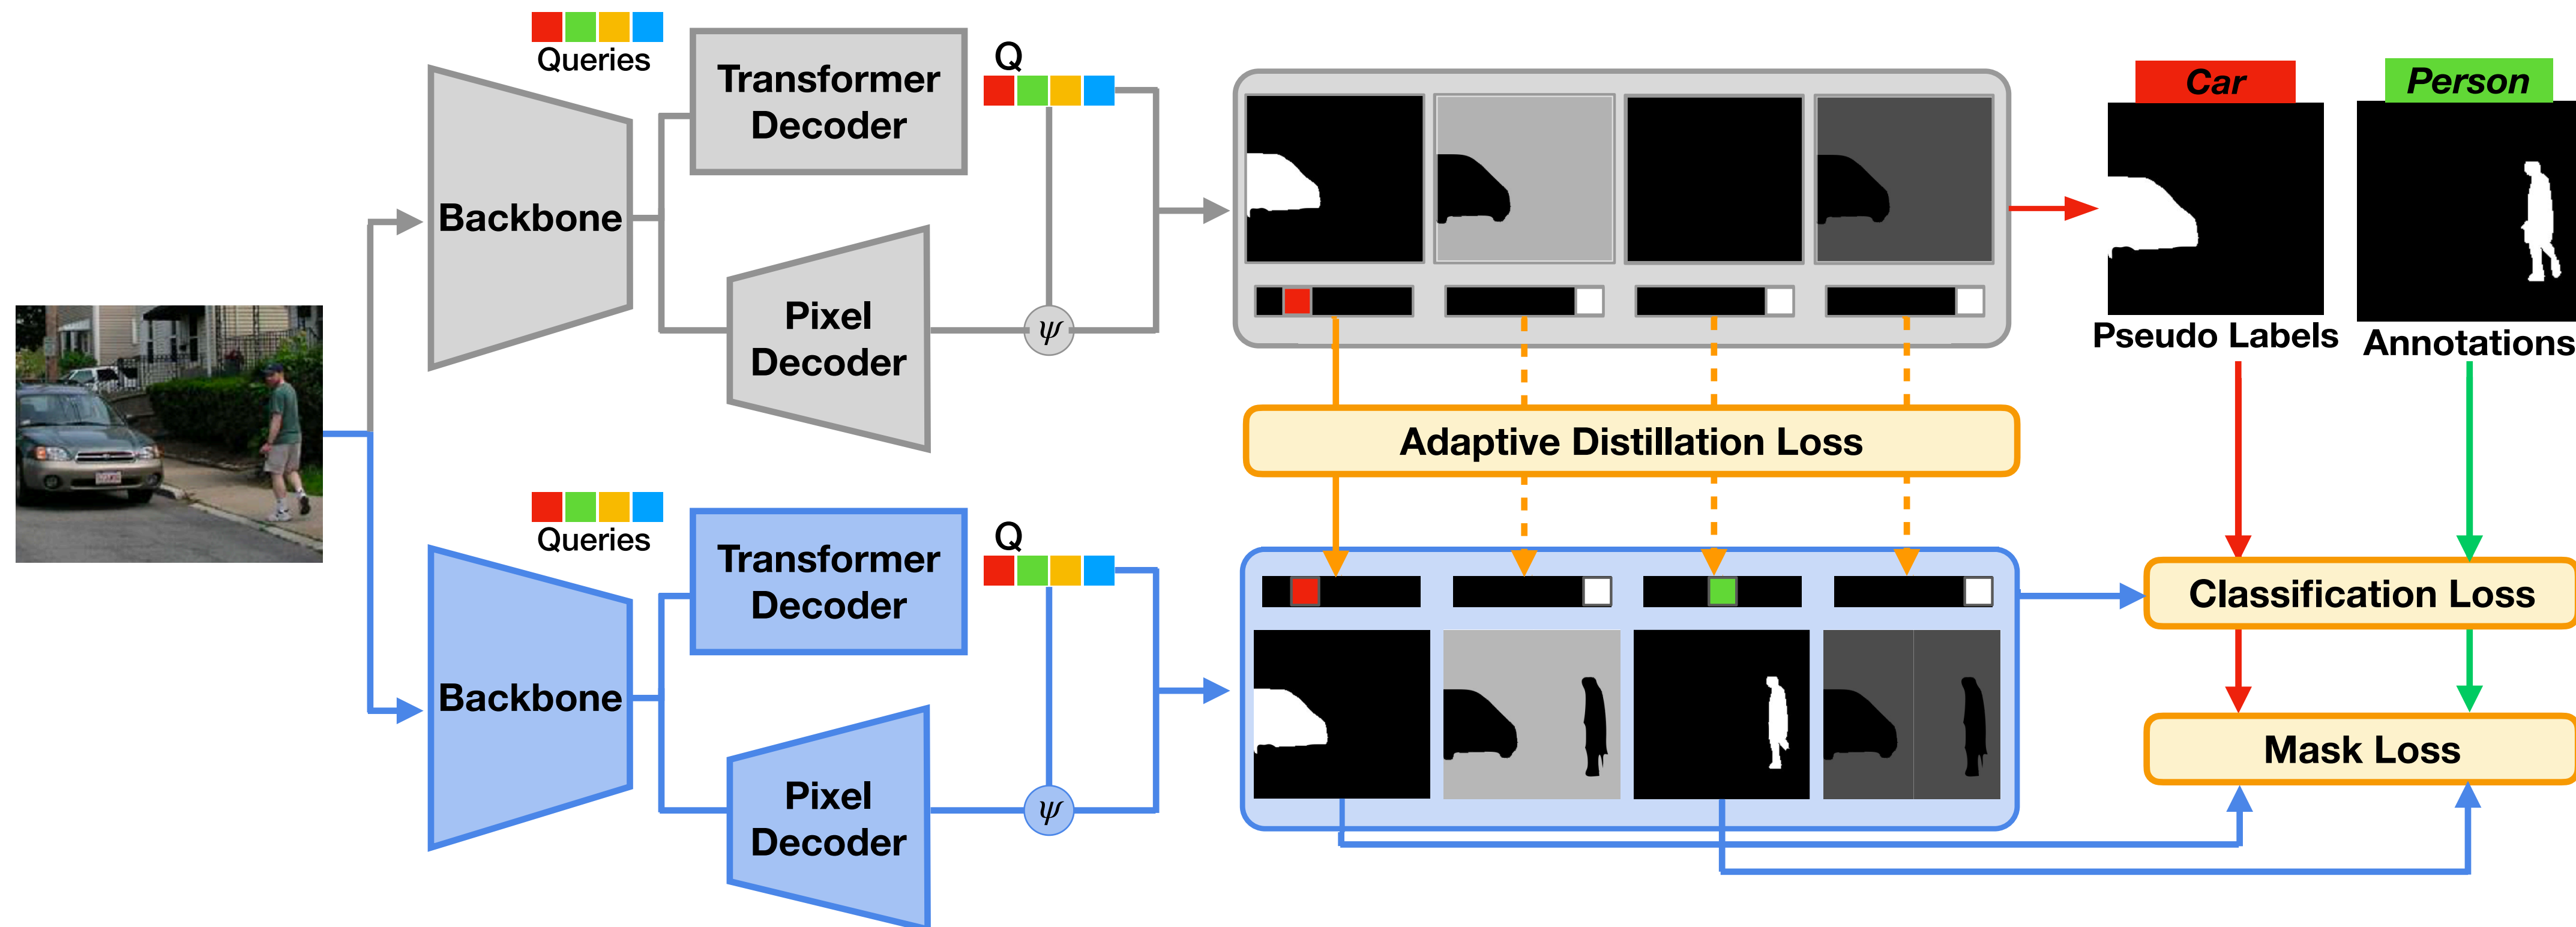 Queries
Transformer
Decoder
Q
Backbone
Pixel
Decoder
ψ
Car
Person
Pseudo Labels
Annotations
Adaptive Distillation Loss
Queries
Transformer
Decoder
Q
Backbone
Pixel
Decoder
ψ
Classification Loss
Mask Loss